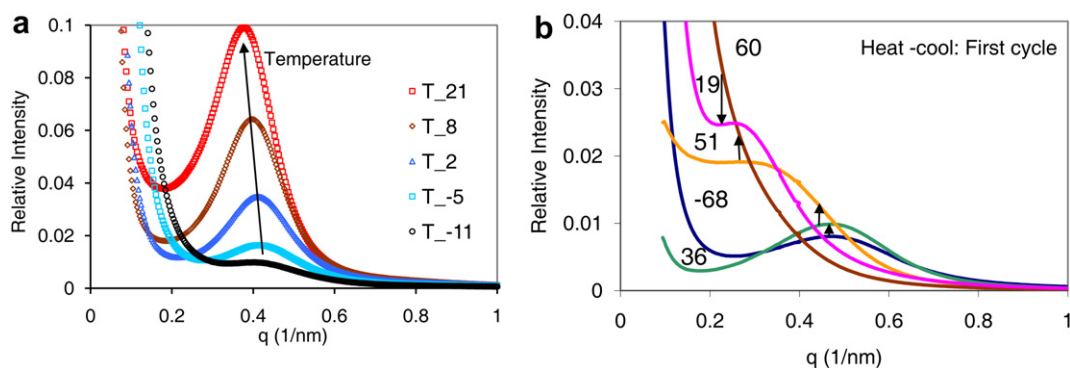 a
0.1
0.08
0.06
0.04
0.02
0
Relative Intensity
0
0.2
0.4
0.6
0.8
1
q (1/nm)
Temperature
T_21
T_8
T_2
T_-5
T_-11
b
0.04
0.03
0.02
0.01
0.00
Relative Intensity
0
0.2
0.4
0.6
0.8
1
q (1/nm)
Heat -cool: First cycle
60
19
51
-68
36